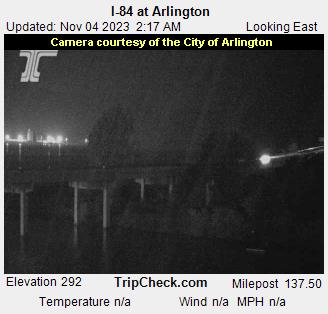 I-84 at Arlington
Updated: Nov 04 2023 2:17 AM Looking East
Camera courtesy of the City of Arlington
Elevation 292 TripCheck.com Milepost 137.50
Temperature n/a Wind n/a MPH n/a